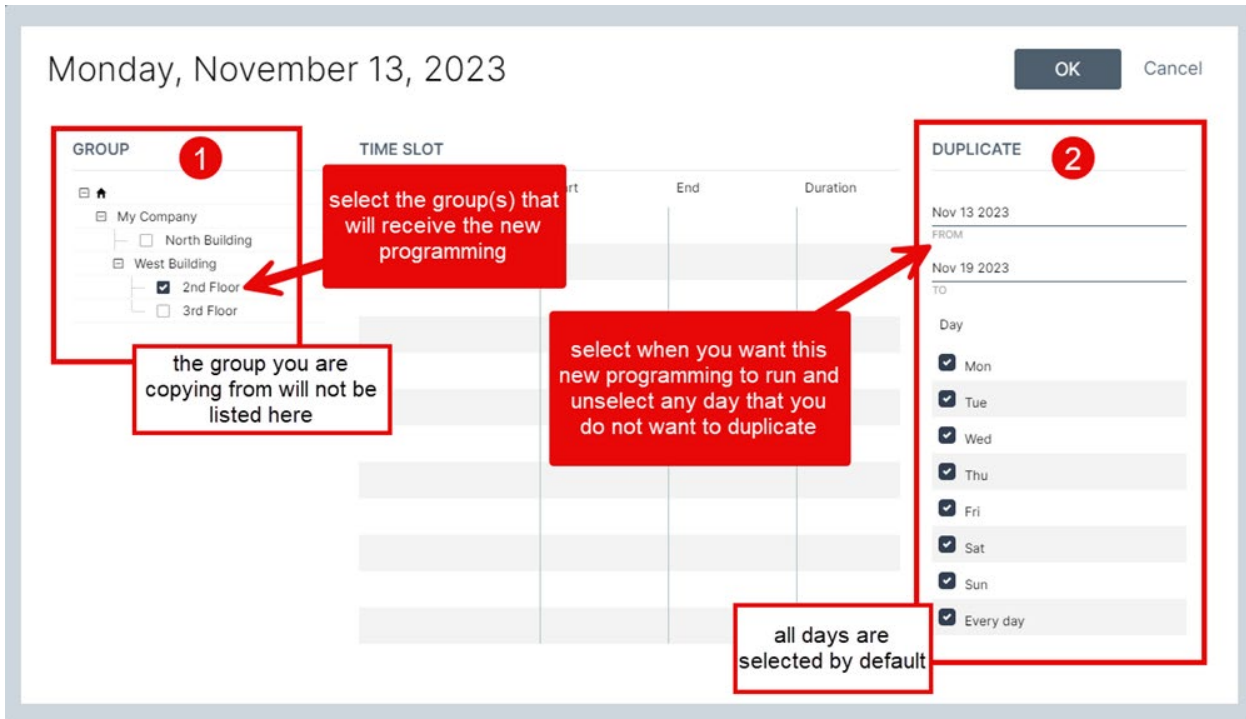 Monday, November 13, 2023
OK
Cancel
GROUP
1
My Company
North Building
West Building
2nd Floor
3rd Floor
the group you are
copying from will not be
listed here
TIME SLOT
select the group(s) that
will receive the new
programming
End
Duration
select when you want this
new programming to run and
unselect any day that you
do not want to duplicate
DUPLICATE
2
Nov 13 2023
FROM
Nov 19 2023
TO
Day
Mon
Tue
Wed
Thu
Fri
Sat
Sun
Every day
all days are
selected by default